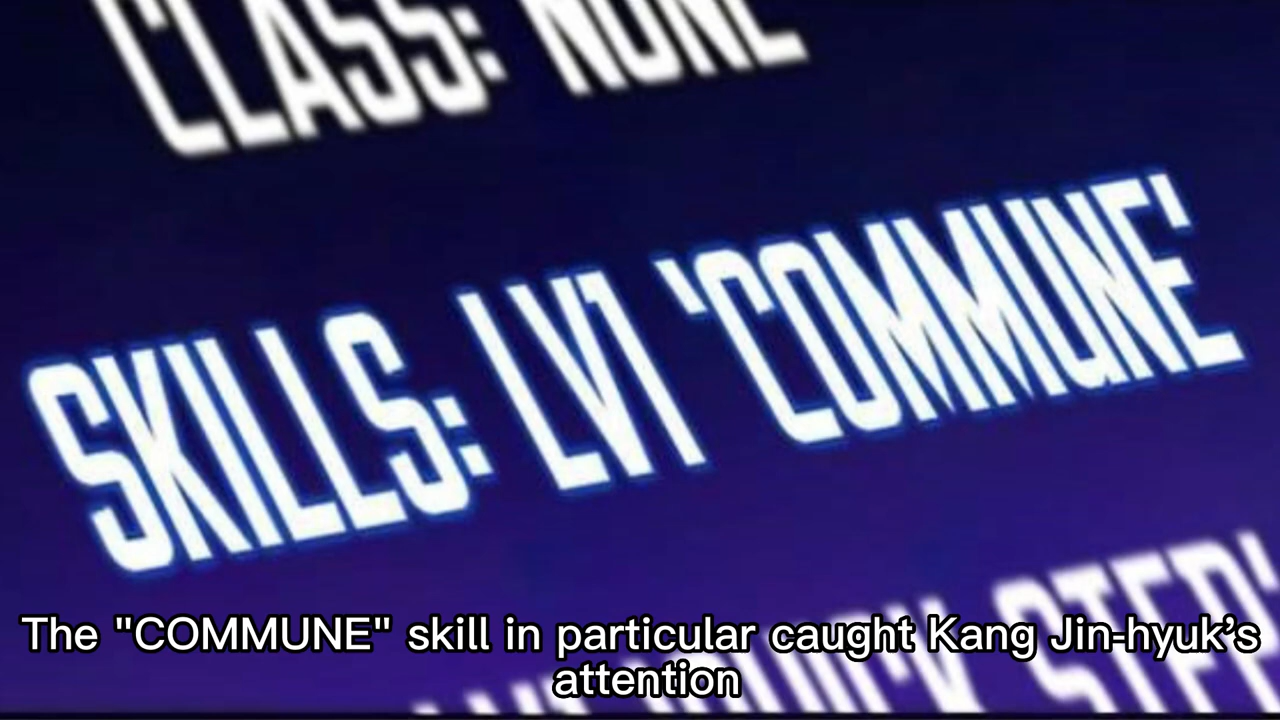 CLASS: NONE
SKILLS: LV1 'COMMUNE'
The "COMMUNE" skill in particular caught Kang Jin-hyuk’s
attention